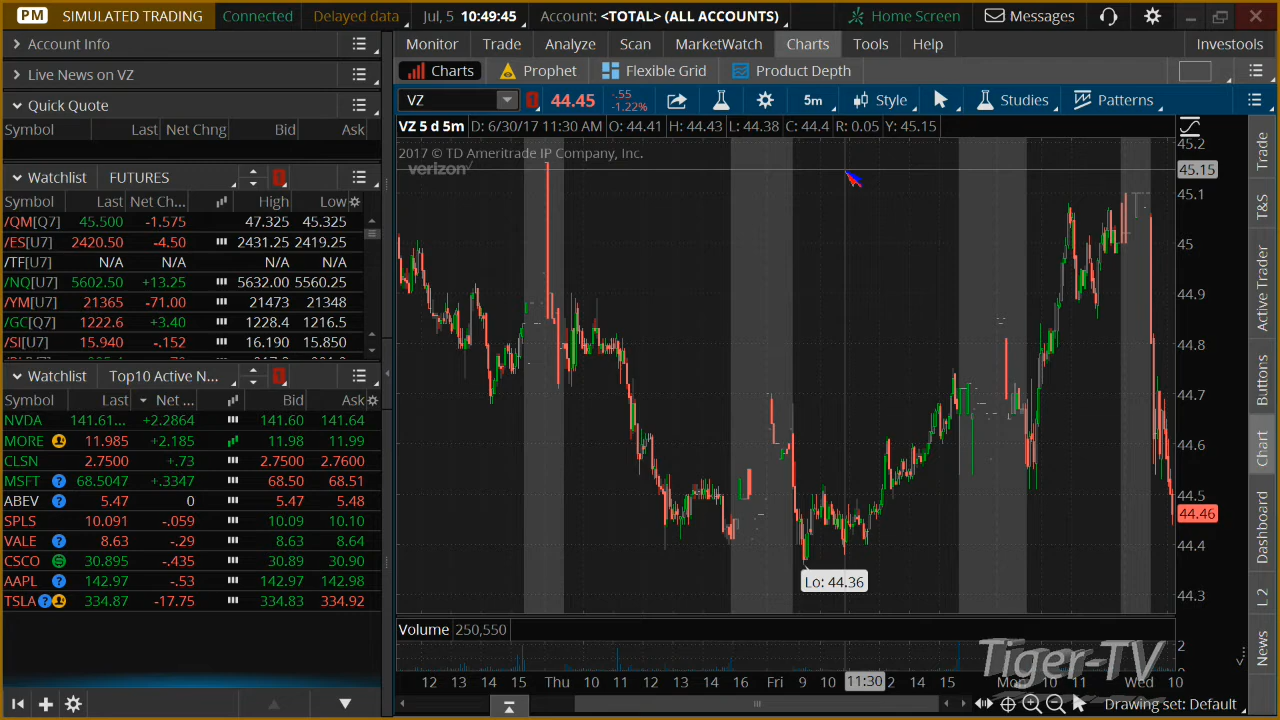 PM SIMULATED TRADING Connected Delayed data Jul, 5 10:49:45 Account: <TOTAL> (ALL ACCOUNTS) Home Screen Messages
Account Info
Live News on VZ
Quick Quote
Symbol Last Net Chng Bid Ask
Watchlist FUTURES 1
Symbol Last Net Ch... High Low
/QM[Q7] 45.500 -1.575 47.325 45.325
/ES[U7] 2420.50 -4.50 2431.25 2419.25
/TF[U7] N/A N/A N/A N/A
/NQ[U7] 5602.50 +13.25 5632.00 5560.25
/YM[U7] 21365 -71.00 21473 21348
/GC[Q7] 1222.6 +3.40 1228.4 1216.5
/SI[U7] 15.940 -.152 16.190 15.850
Watchlist Top10 Active N... 1
Symbol Last Net ... Bid Ask
NVDA 141.61... +2.2864 141.60 141.64
MORE 11.985 +2.185 11.98 11.99
CLSN 2.7500 +.73 2.7500 2.7600
MSFT ? 68.5047 +.3347 68.50 68.51
ABEV ? 5.47 0 5.47 5.48
SPLS 10.091 -.059 10.09 10.10
VALE ? 8.63 -.29 8.63 8.64
CSCO 30.895 -.435 30.89 30.90
AAPL ? 142.97 -.53 142.97 142.98
TSLA ? 334.87 -17.75 334.83 334.92
Monitor Trade Analyze Scan MarketWatch Charts Tools Help Investools
Charts Prophet Flexible Grid Product Depth
VZ 1 44.45 -.55 -1.22% 5m Style Studies Patterns
VZ 5 d 5m D: 6/30/17 11:30 AM O: 44.41 H: 44.43 L: 44.38 C: 44.4 R: 0.05 Y: 45.15
2017 © TD Ameritrade IP Company, Inc.
verizon✓
45.2
45.15
45.1
45
44.9
44.8
44.7
44.6
44.5
44.46
44.4
44.3
Lo: 44.36
Volume 250,550
2
12 13 14 15 Thu 10 11 12 13 14 16 Fri 9 10 11:30 2 13 14 15 Mon 10 11 Wed 10
Drawing set: Default
Trade
T&S
Active Trader
Buttons
Chart
Dashboard
L 2
News
Tiger-TV